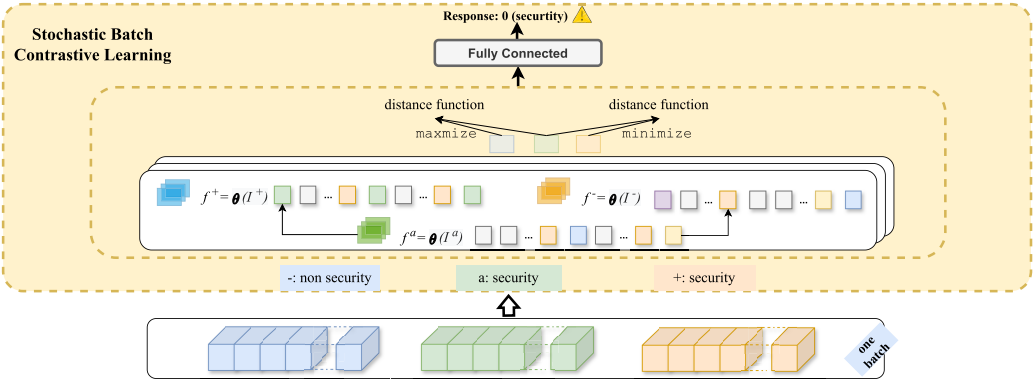 Response: 0 (securtity)
Stochastic Batch
Contrastive Learning
Fully Connected
distance function
distance function
maxmize
minimize
f⁺=θ(I⁺)
...
...
f⁻=θ(I⁻)
...
...
fᵃ=θ(Iᵃ)
...
...
-: non security
a: security
+: security
one
batch